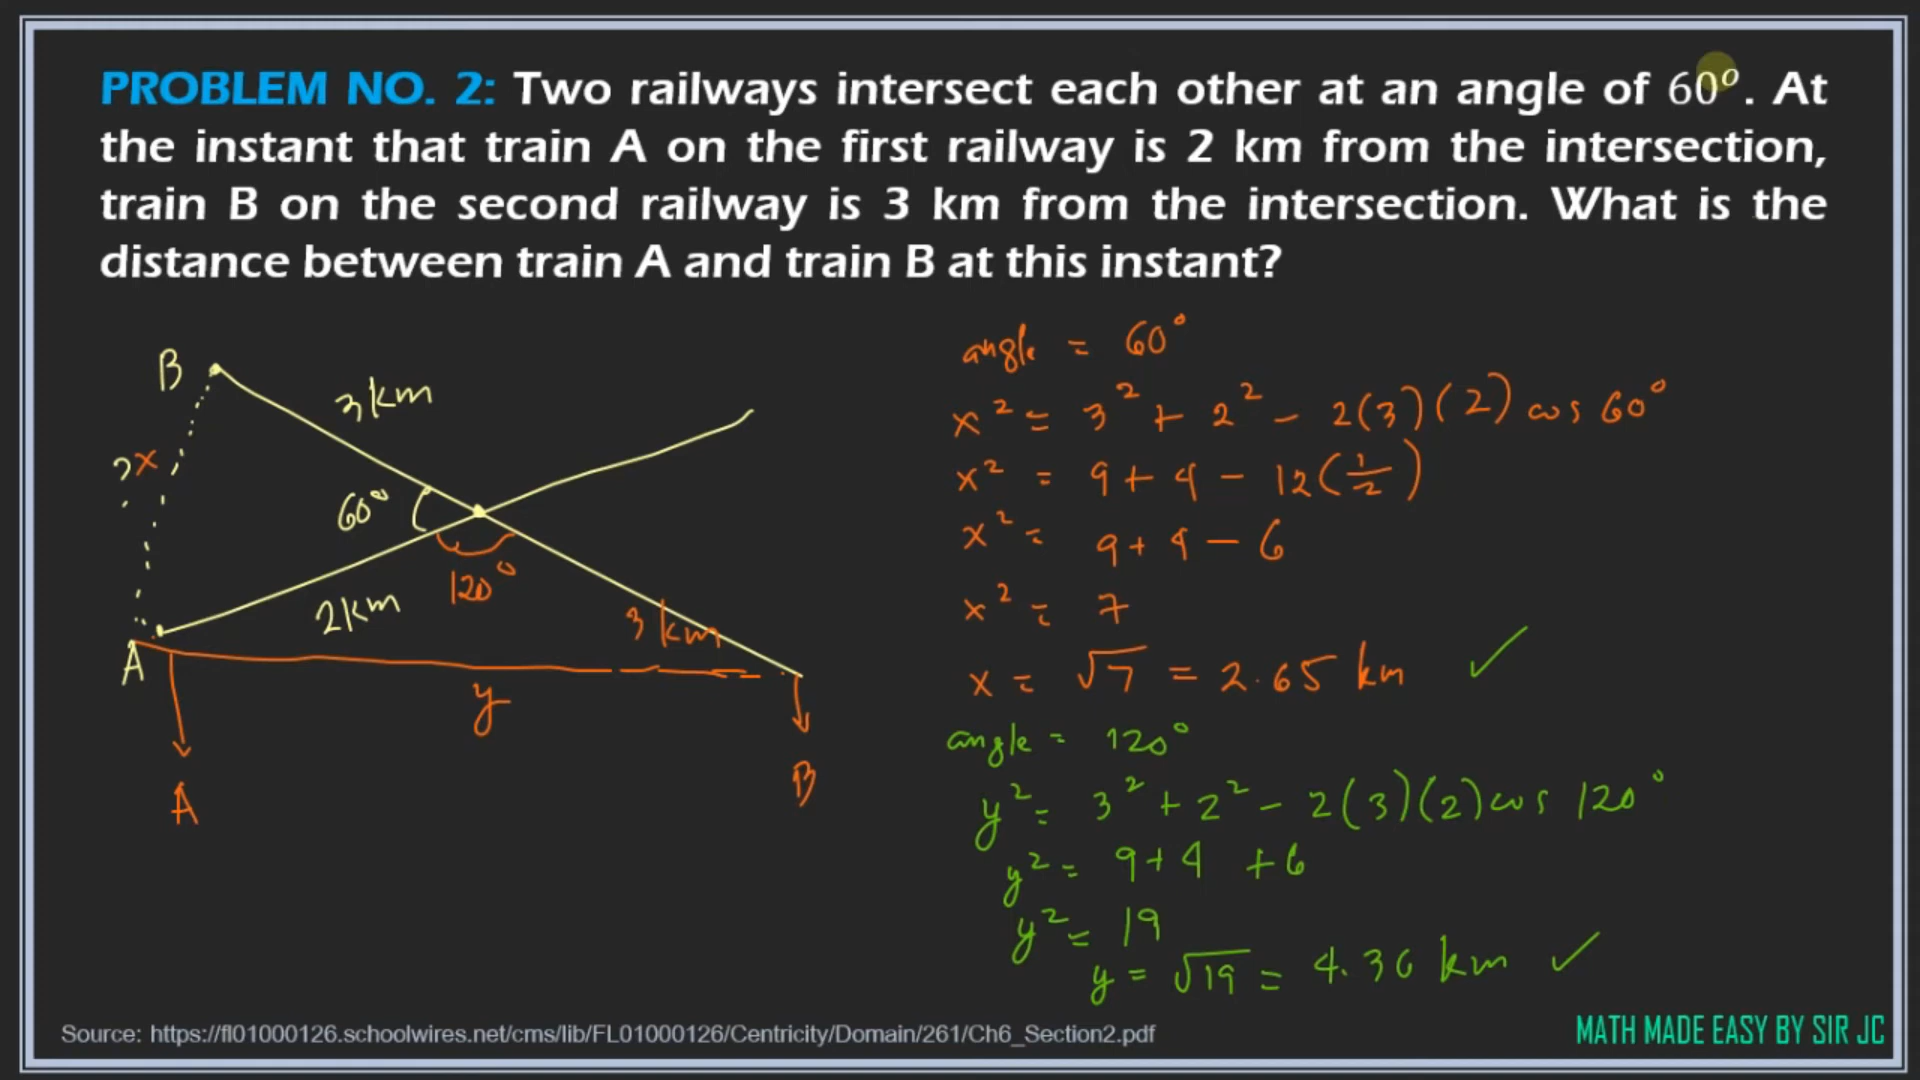 PROBLEM NO. 2: Two railways intersect each other at an angle of 60°. At
the instant that train A on the first railway is 2 km from the intersection,
train B on the second railway is 3 km from the intersection. What is the
distance between train A and train B at this instant?
B
3 km
? x
60°
120°
2 km
3 km
A
y
A
B
angle = 60°
x² = 3² + 2² - 2(3)(2) cos 60°
x² = 9 + 4 - 12(1/2)
x² = 9 + 4 - 6
x² = 7
x = √7 = 2.65 km ✓
angle = 120°
y² = 3² + 2² - 2(3)(2) cos 120°
y² = 9 + 4 + 6
y² = 19
y = √19 = 4.36 km ✓
Source: https://fl01000126.schoolwires.net/cms/lib/FL01000126/Centricity/Domain/261/Ch6_Section2.pdf
MATH MADE EASY BY SIR JC